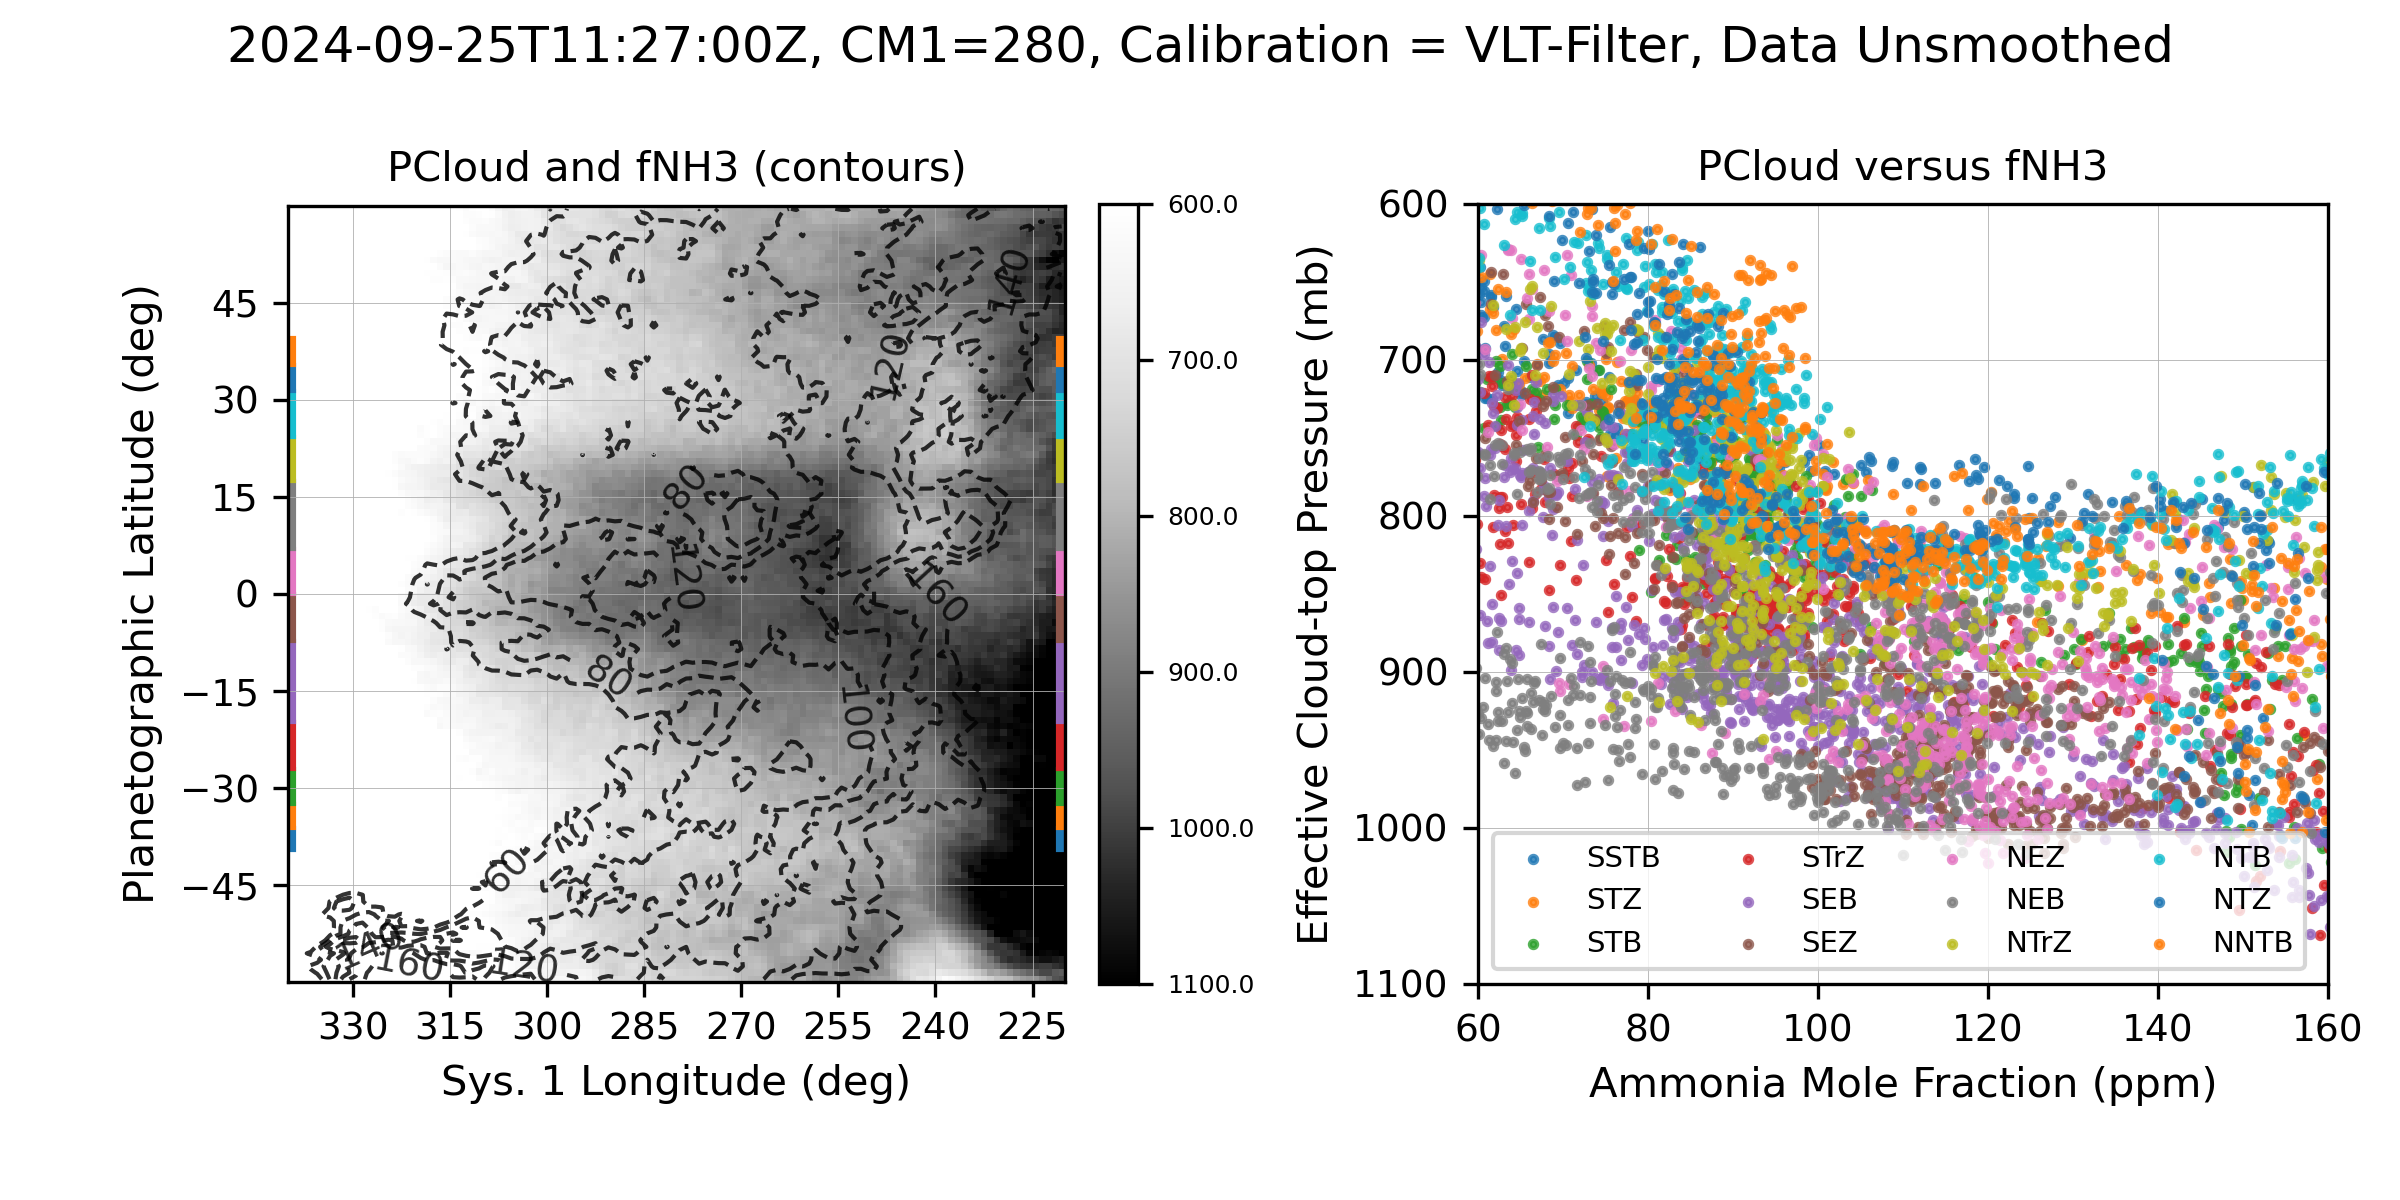 2024-09-25T11:27:00Z, CM1=280, Calibration = VLT-Filter, Data Unsmoothed
PCloud and fNH3 (contours)
Planetographic Latitude (deg)
45
30
15
0
−15
−30
−45
330 315 300 285 270 255 240 225
Sys. 1 Longitude (deg)
140
120
80
120
160
80
100
60
140
160
120
600.0
700.0
800.0
900.0
1000.0
1100.0
PCloud versus fNH3
Effective Cloud-top Pressure (mb)
600
700
800
900
1000
1100
SSTB STrZ NEZ NTB
STZ SEB NEB NTZ
STB SEZ NTrZ NNTB
60 80 100 120 140 160
Ammonia Mole Fraction (ppm)